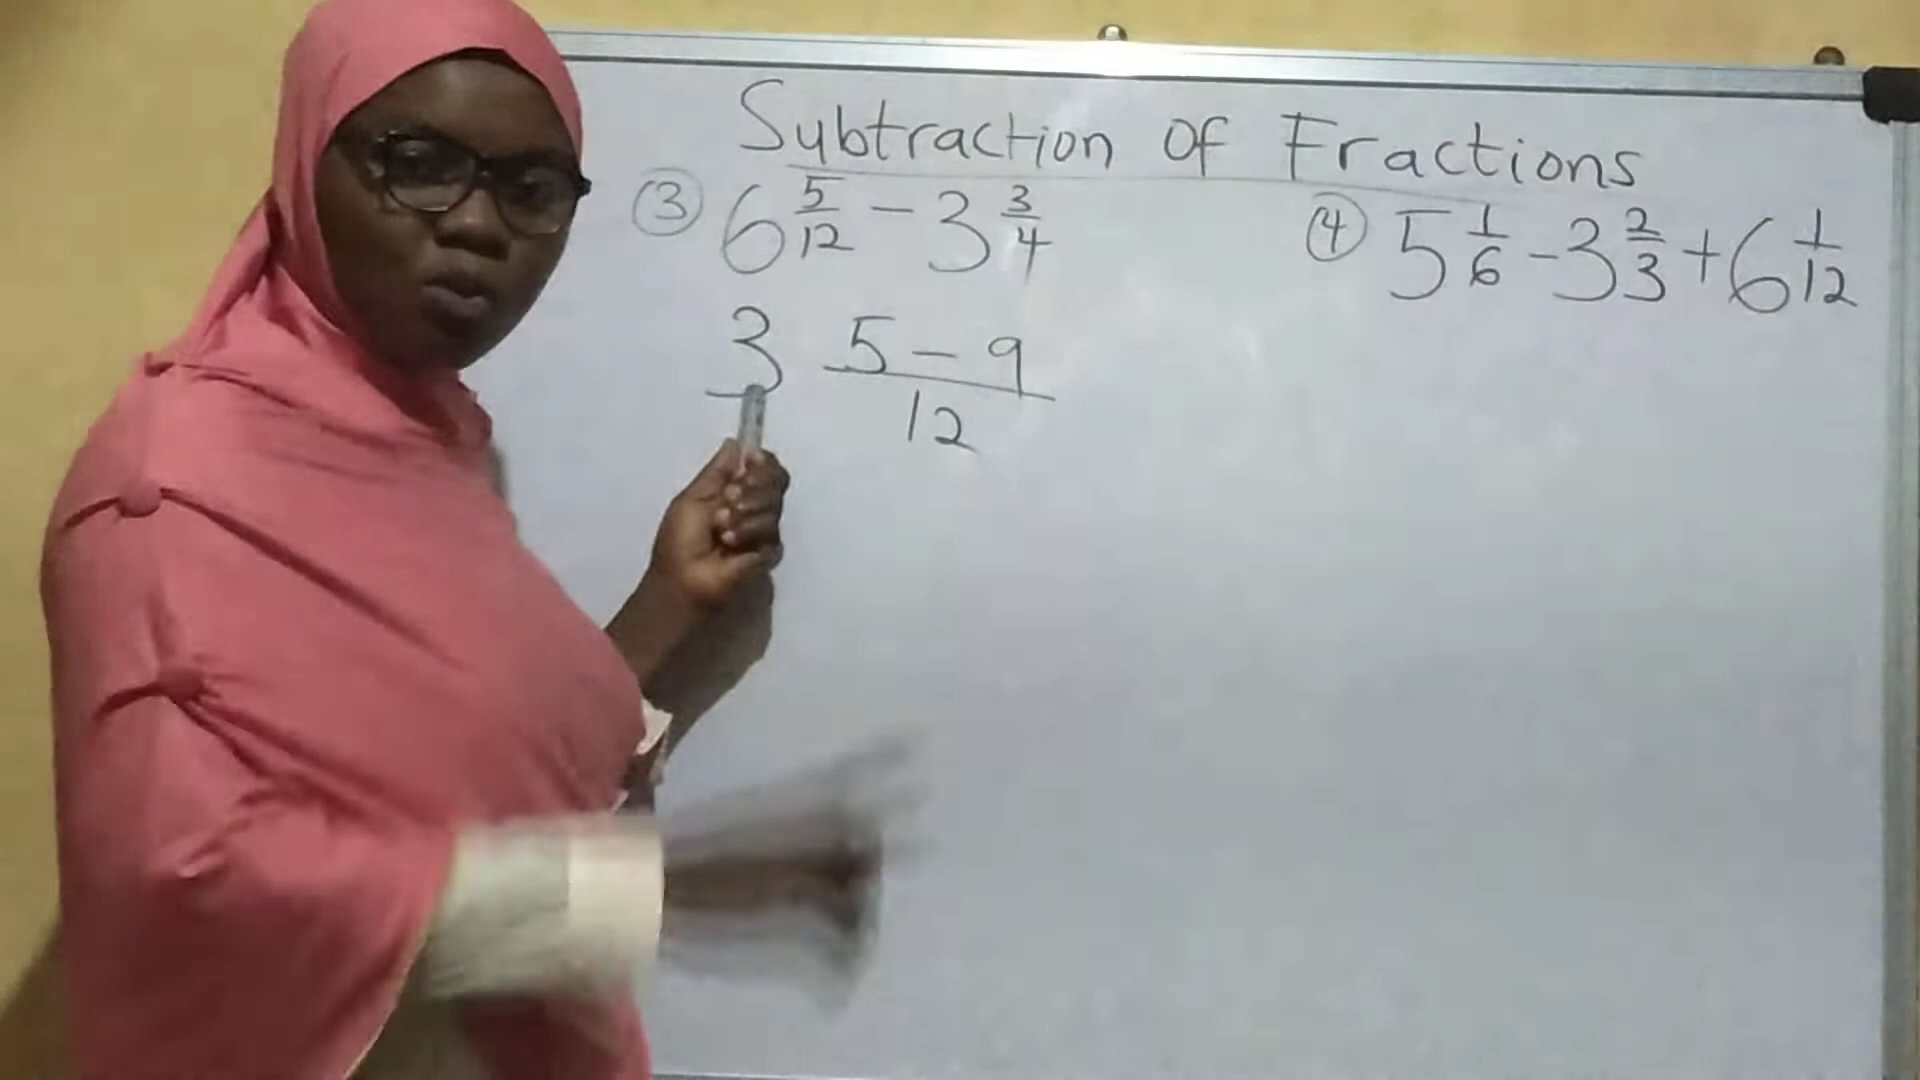 Subtraction of Fractions
③ 6 5/12 - 3 3/4
3 (5 - 9)/12
④ 5 1/6 - 3 2/3 + 6 1/12